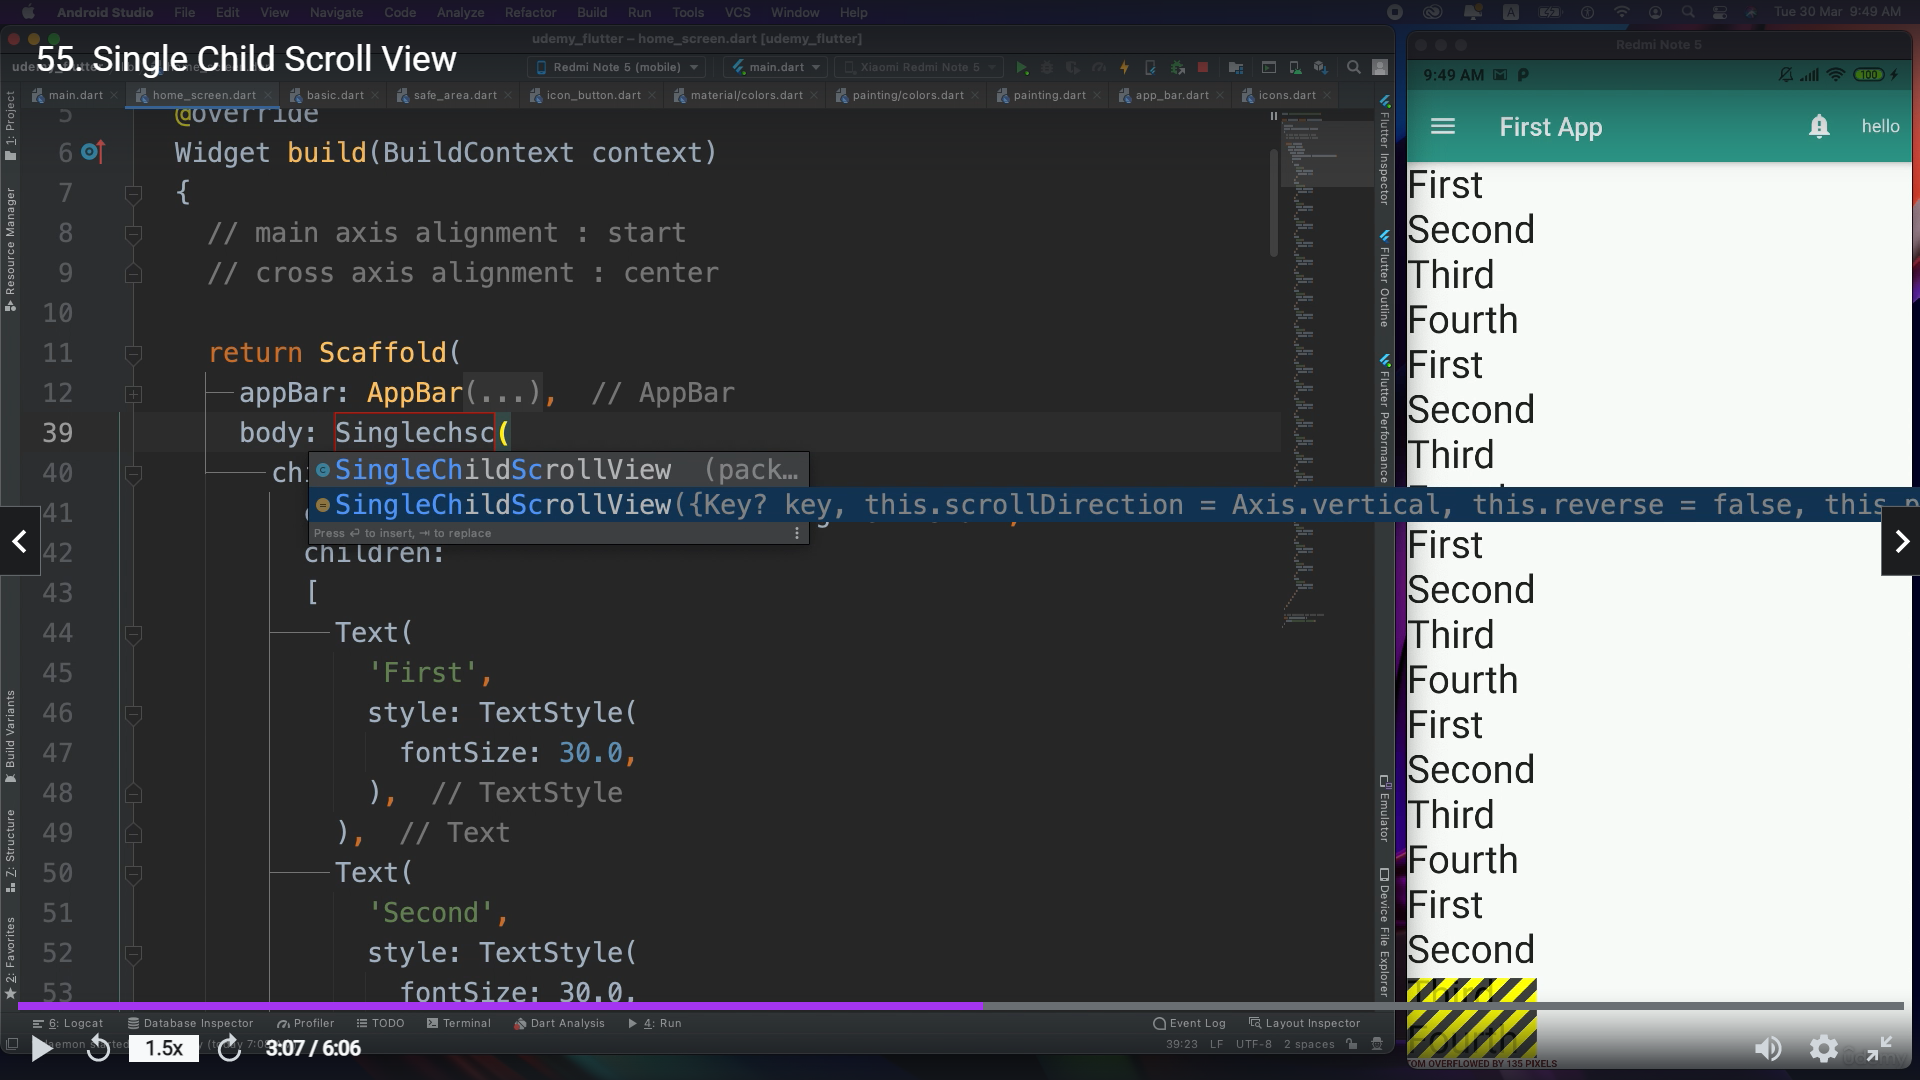 Android Studio File Edit View Navigate Code Analyze Refactor Build Run Tools VCS Window Help
Tue 30 Mar 9:49 AM
udemy_flutter – home_screen.dart [udemy_flutter]
55. Single Child Scroll View
Redmi Note 5 (mobile)
main.dart
Xiaomi Redmi Note 5
main.dart
home_screen.dart
basic.dart
safe_area.dart
icon_button.dart
material/colors.dart
painting/colors.dart
painting.dart
app_bar.dart
icons.dart
1: Project
Resource Manager
Build Variants
Z: Structure
2: Favorites
5 @override
6 Widget build(BuildContext context)
7 {
8 // main axis alignment : start
9 // cross axis alignment : center
10
11 return Scaffold(
12 appBar: AppBar(...), // AppBar
39 body: Singlechsc(
40 chi
SingleChildScrollView (pack...
SingleChildScrollView({Key? key, this.scrollDirection = Axis.vertical, this.reverse = false, this
Press ↵ to insert, ⇥ to replace
41
42 children:
43 [
44 Text(
45 'First',
46 style: TextStyle(
47 fontSize: 30.0,
48 ), // TextStyle
49 ), // Text
50 Text(
51 'Second',
52 style: TextStyle(
53 fontSize: 30.0,
Flutter Inspector
Flutter Outline
Flutter Performance
Emulator
Device File Explorer
6: Logcat
Database Inspector
Profiler
TODO
Terminal
Dart Analysis
4: Run
Event Log
Layout Inspector
39:23 LF UTF-8 2 spaces
1.5x
3:07 / 6:06
Redmi Note 5
9:49 AM
100
First App
hello
First
Second
Third
Fourth
First
Second
Third
First
Second
Third
Fourth
First
Second
Third
Fourth
First
Second
Third
Fourth
OM OVERFLOWED BY 135 PIXELS